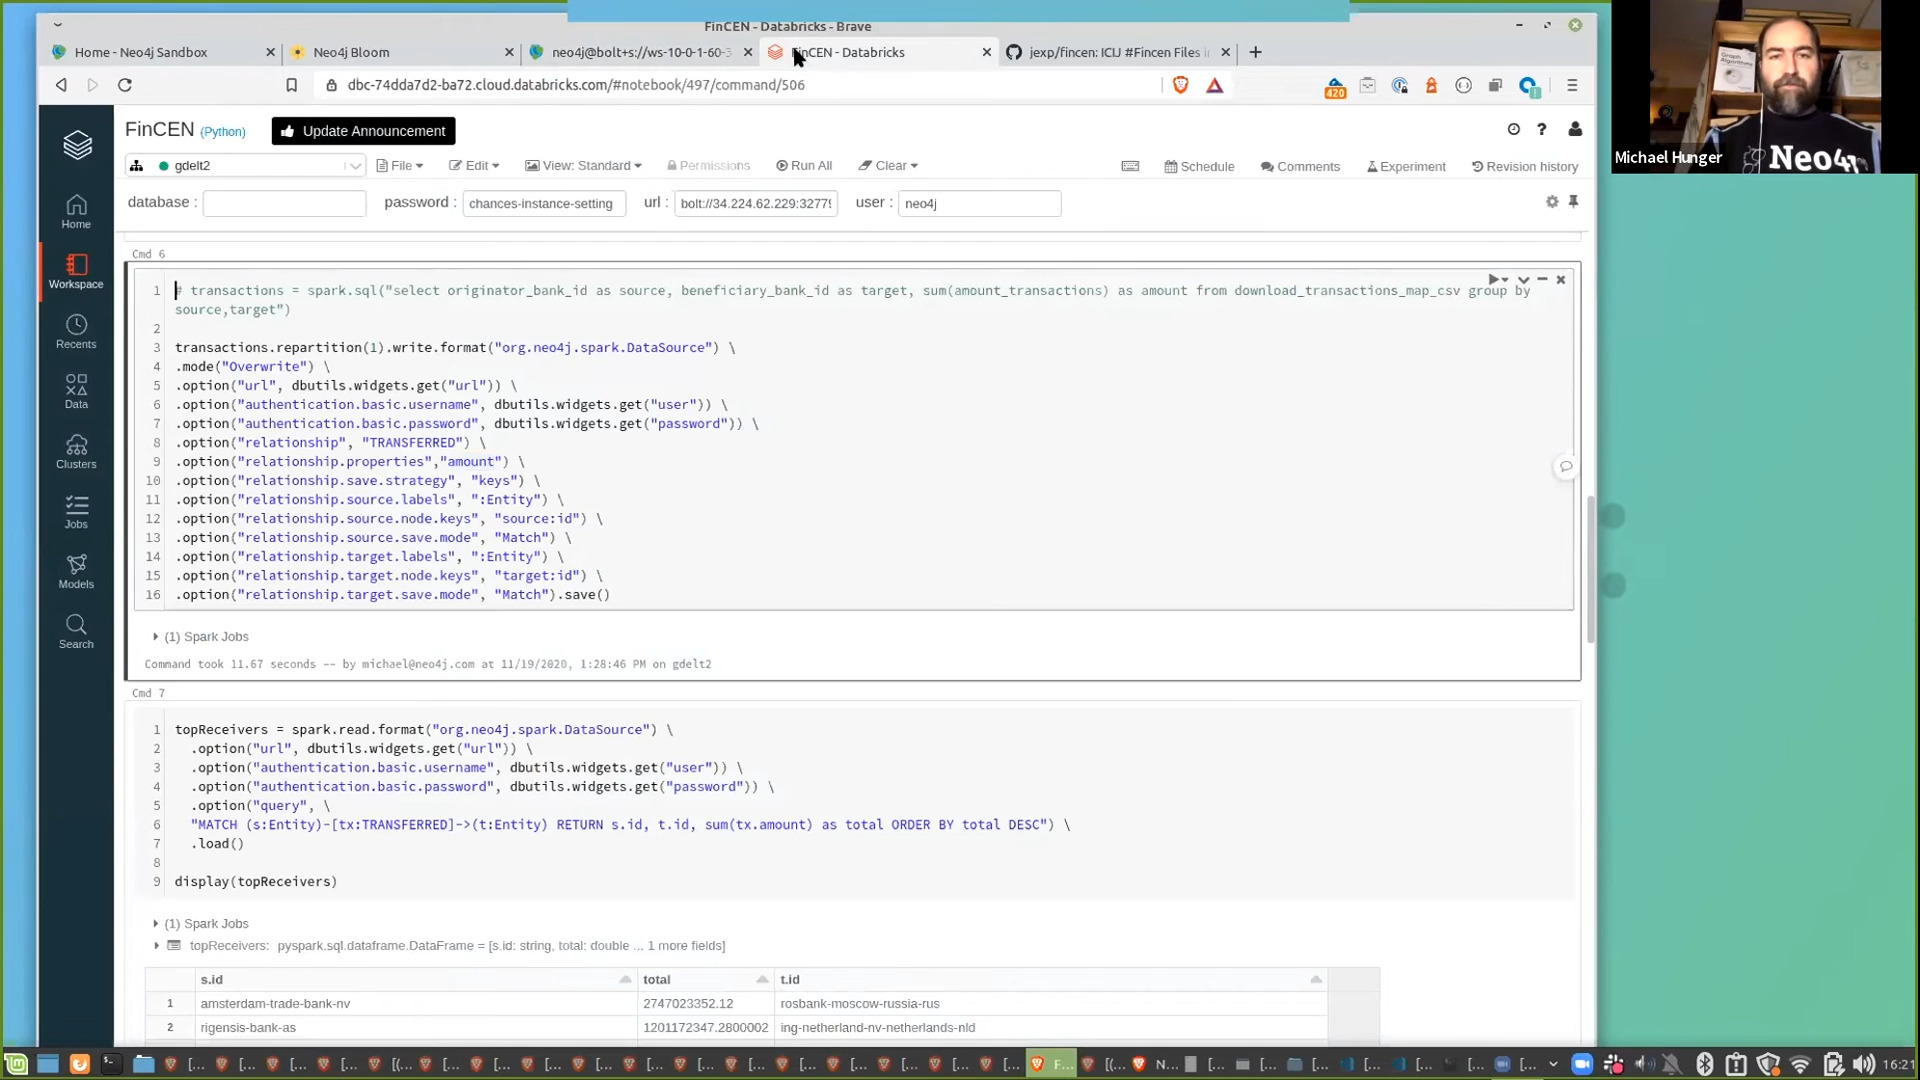 FinCEN - Databricks - Brave
Home - Neo4j Sandbox
Neo4j Bloom
neo4j@bolt+s://ws-10-0-1-60-3
FinCEN - Databricks
jexp/fincen: ICIJ #Fincen Files i
dbc-74dda7d2-ba72.cloud.databricks.com/#notebook/497/command/506
420
1
Michael Hunger
Neo4j
FinCEN (Python)
Update Announcement
gdelt2
File
Edit
View: Standard
Permissions
Run All
Clear
Schedule
Comments
Experiment
Revision history
database :
password : chances-instance-setting
url : bolt://34.224.62.229:32779
user : neo4j
Home
Workspace
Recents
Data
Clusters
Jobs
Models
Search
Cmd 6
1 # transactions = spark.sql("select originator_bank_id as source, beneficiary_bank_id as target, sum(amount_transactions) as amount from download_transactions_map_csv group by
source,target")
2
3 transactions.repartition(1).write.format("org.neo4j.spark.DataSource") \
4 .mode("Overwrite") \
5 .option("url", dbutils.widgets.get("url")) \
6 .option("authentication.basic.username", dbutils.widgets.get("user")) \
7 .option("authentication.basic.password", dbutils.widgets.get("password")) \
8 .option("relationship", "TRANSFERRED") \
9 .option("relationship.properties","amount") \
10 .option("relationship.save.strategy", "keys") \
11 .option("relationship.source.labels", ":Entity") \
12 .option("relationship.source.node.keys", "source:id") \
13 .option("relationship.source.save.mode", "Match") \
14 .option("relationship.target.labels", ":Entity") \
15 .option("relationship.target.node.keys", "target:id") \
16 .option("relationship.target.save.mode", "Match").save()
(1) Spark Jobs
Command took 11.67 seconds -- by michael@neo4j.com at 11/19/2020, 1:28:46 PM on gdelt2
Cmd 7
1 topReceivers = spark.read.format("org.neo4j.spark.DataSource") \
2 .option("url", dbutils.widgets.get("url")) \
3 .option("authentication.basic.username", dbutils.widgets.get("user")) \
4 .option("authentication.basic.password", dbutils.widgets.get("password")) \
5 .option("query", \
6 "MATCH (s:Entity)-[tx:TRANSFERRED]->(t:Entity) RETURN s.id, t.id, sum(tx.amount) as total ORDER BY total DESC") \
7 .load()
8
9 display(topReceivers)
(1) Spark Jobs
topReceivers: pyspark.sql.dataframe.DataFrame = [s.id: string, total: double ... 1 more fields]
s.id total t.id
1 amsterdam-trade-bank-nv 2747023352.12 rosbank-moscow-russia-rus
2 rigensis-bank-as 1201172347.2800002 ing-netherland-nv-netherlands-nld
16:21